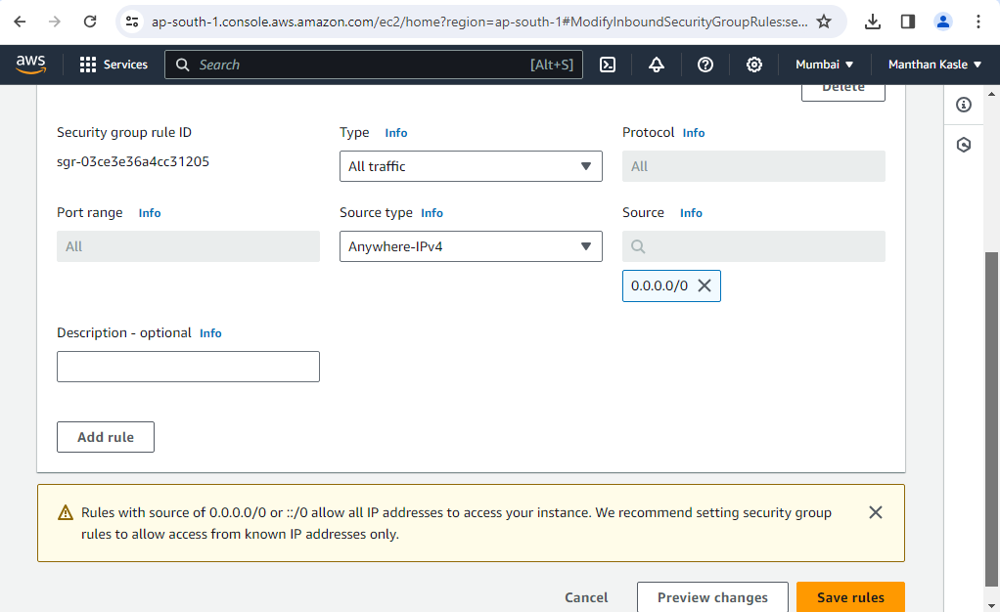 ap-south-1.console.aws.amazon.com/ec2/home?region=ap-south-1#ModifyInboundSecurityGroupRules:se...
aws Services Search [Alt+S] Mumbai Manthan Kasle
Delete
Security group rule ID Type Info Protocol Info
sgr-03ce3e36a4cc31205 All traffic All
Port range Info Source type Info Source Info
All Anywhere-IPv4
0.0.0.0/0
Description - optional Info
Add rule
Rules with source of 0.0.0.0/0 or ::/0 allow all IP addresses to access your instance. We recommend setting security group
rules to allow access from known IP addresses only.
Cancel Preview changes Save rules